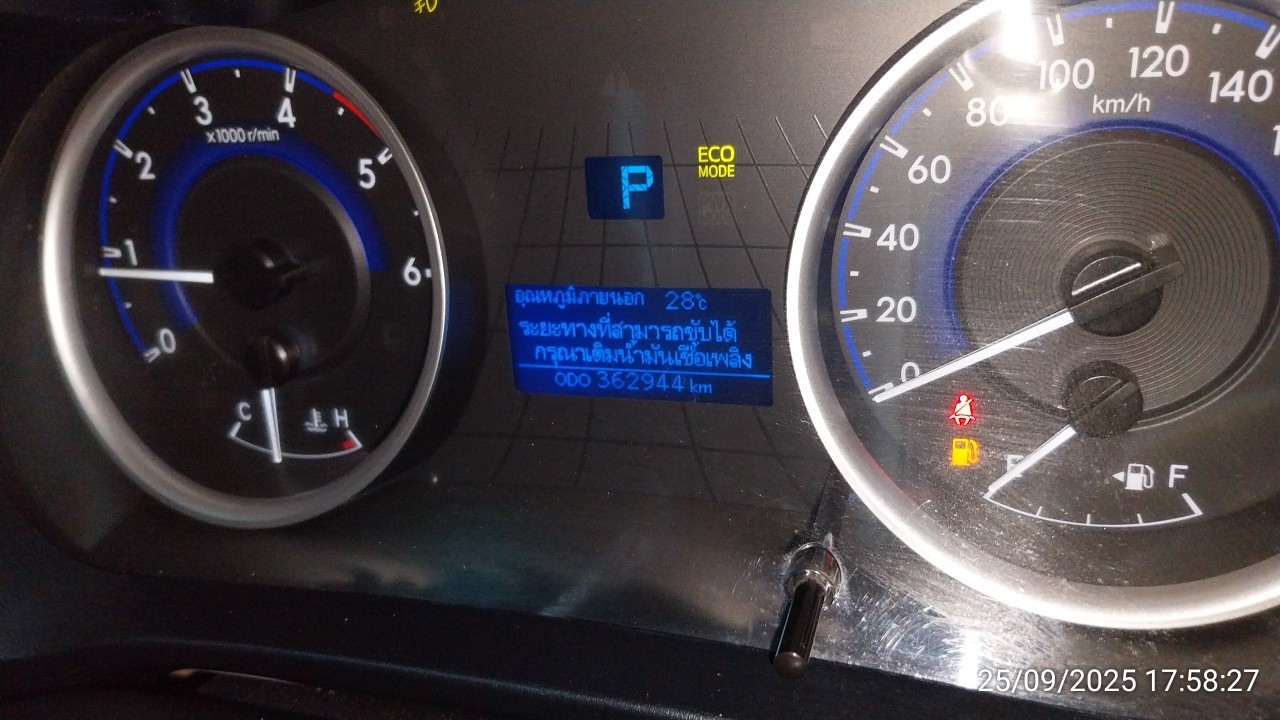 3
4
x1000 r/min
2
5
1
6
0
C
H
P
ECO
MODE
อุณหภูมิภายนอก 28℃
ระยะทางที่สามารถขับได้
กรุณาเติมน้ำมันเชื้อเพลิง
ODO 362944 km
120
100
140
km/h
80
60
40
20
0
E
F
25/09/2025 17:58:27